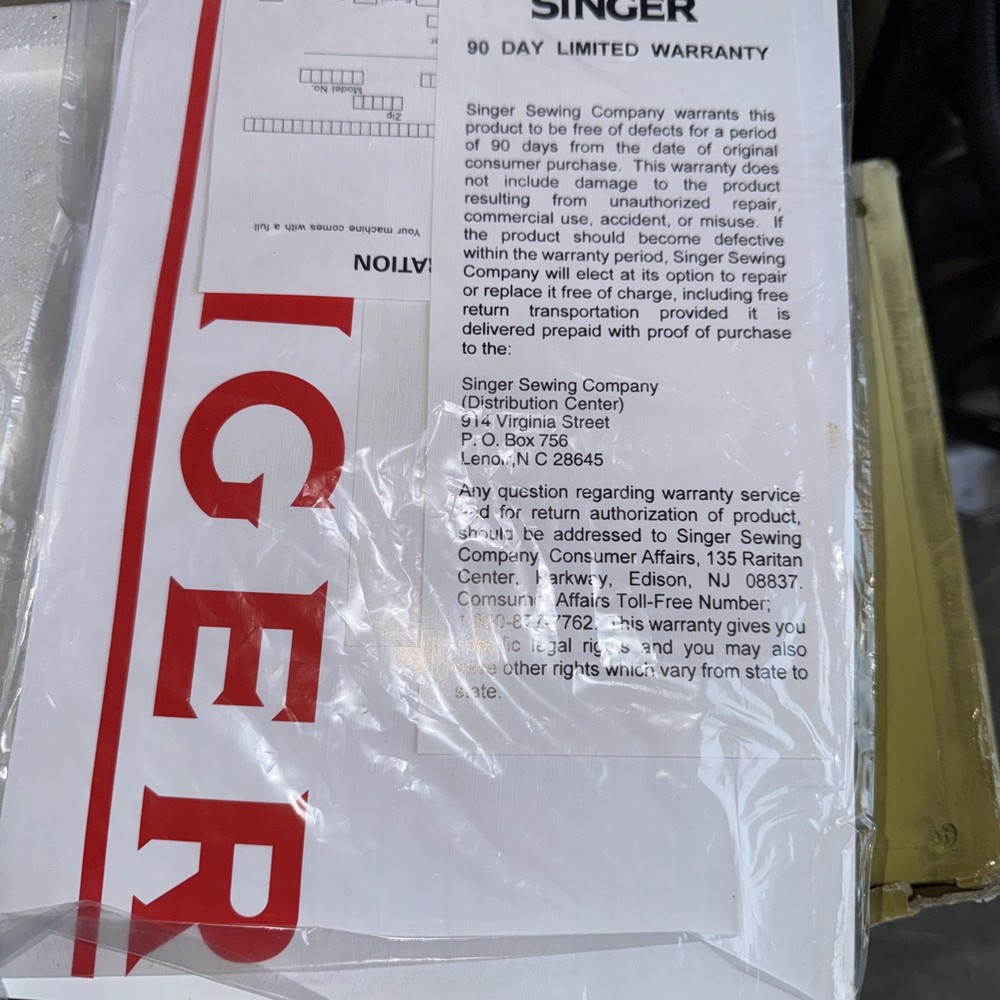 SINGER
90 DAY LIMITED WARRANTY
Singer Sewing Company warrants this
product to be free of defects for a period
of 90 days from the date of original
consumer purchase. This warranty does
not include damage to the product
resulting from unauthorized repair,
commercial use, accident, or misuse. If
the product should become defective
within the warranty period, Singer Sewing
Company will elect at its option to repair
or replace it free of charge, including free
return transportation provided it is
delivered prepaid with proof of purchase
to the:
Singer Sewing Company
(Distribution Center)
914 Virginia Street
P. O. Box 756
Lenoir,N C 28645
Any question regarding warranty service
and for return authorization of product,
should be addressed to Singer Sewing
Company, Consumer Affairs, 135 Raritan
Center, Parkway, Edison, NJ 08837.
Comsumer Affairs Toll-Free Number;
This warranty gives you
legal rights and you may also
other rights which vary from state to
state.
RATION
Your machine comes with a full
Zip
Model No.
IGER